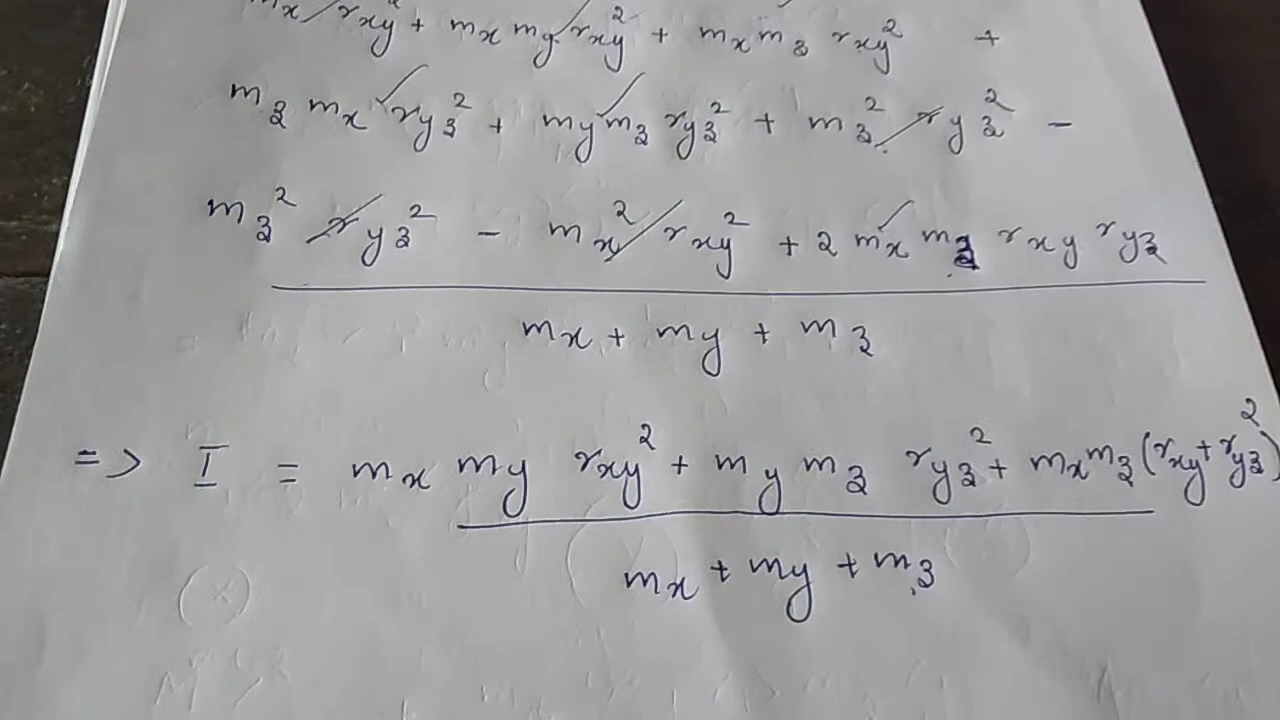 mx² rxy² + mx my rxy² + mx mz rxy² +
mz mx ryz² + my mz ryz² + mz² ryz² -
mz² ryz² - mx² rxy² + 2 mx mz rxy ryz
mx + my + mz
=> I = mx my rxy² + my mz ryz² + mx mz (rxy + ryz)²
mx + my + mz